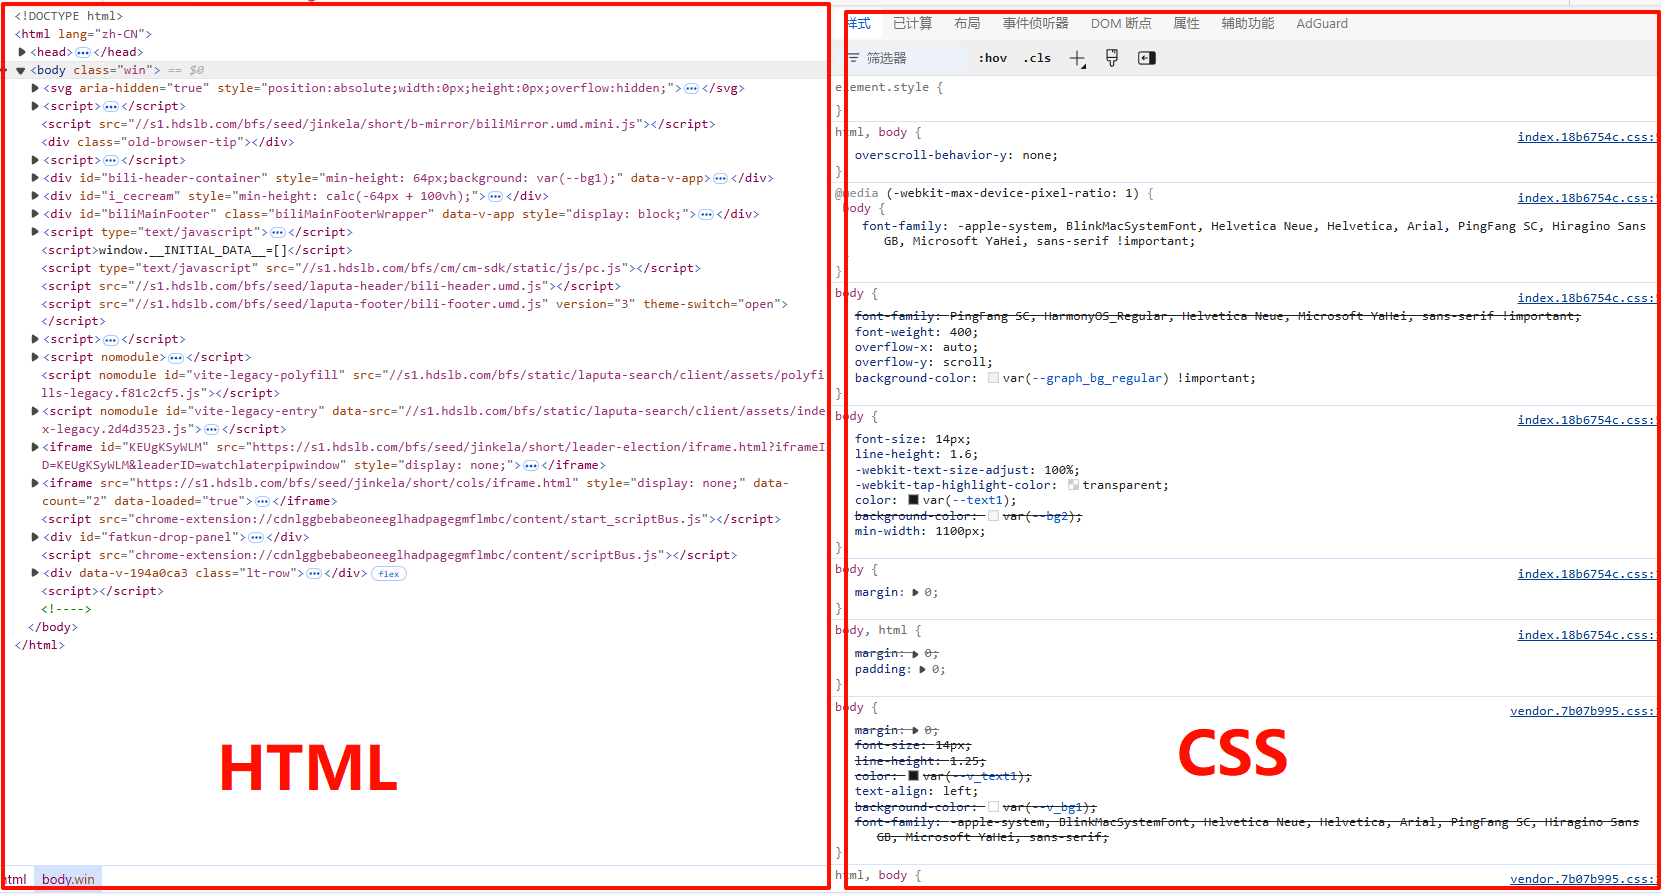 <!DOCTYPE html>
<html lang="zh-CN">
<head>•••</head>
<body class="win"> == $0
<svg aria-hidden="true" style="position:absolute;width:0px;height:0px;overflow:hidden;">•••</svg>
<script>•••</script>
<script src="//s1.hdslb.com/bfs/seed/jinkela/short/b-mirror/biliMirror.umd.mini.js"></script>
<div class="old-browser-tip"></div>
<script>•••</script>
<div id="bili-header-container" style="min-height: 64px;background: var(--bg1);" data-v-app>•••</div>
<div id="i_cecream" style="min-height: calc(-64px + 100vh);">•••</div>
<div id="biliMainFooter" class="biliMainFooterWrapper" data-v-app style="display: block;">•••</div>
<script type="text/javascript">•••</script>
<script>window.__INITIAL_DATA__=[]</script>
<script type="text/javascript" src="//s1.hdslb.com/bfs/cm/cm-sdk/static/js/pc.js"></script>
<script src="//s1.hdslb.com/bfs/seed/laputa-header/bili-header.umd.js"></script>
<script src="//s1.hdslb.com/bfs/seed/laputa-footer/bili-footer.umd.js" version="3" theme-switch="open">
</script>
<script>•••</script>
<script nomodule>•••</script>
<script nomodule id="vite-legacy-polyfill" src="//s1.hdslb.com/bfs/static/laputa-search/client/assets/polyfi
lls-legacy.f81c2cf5.js"></script>
<script nomodule id="vite-legacy-entry" data-src="//s1.hdslb.com/bfs/static/laputa-search/client/assets/inde
x-legacy.2d4d3523.js">•••</script>
<iframe id="KEUgKSyWLM" src="https://s1.hdslb.com/bfs/seed/jinkela/short/leader-election/iframe.html?iframeI
D=KEUgKSyWLM&leaderID=watchlaterpipwindow" style="display: none;">•••</iframe>
<iframe src="https://s1.hdslb.com/bfs/seed/jinkela/short/cols/iframe.html" style="display: none;" data-
count="2" data-loaded="true">•••</iframe>
<script src="chrome-extension://cdnlggbebabeoneeglhadpagegmflmbc/content/start_scriptBus.js"></script>
<div id="fatkun-drop-panel">•••</div>
<script src="chrome-extension://cdnlggbebabeoneeglhadpagegmflmbc/content/scriptBus.js"></script>
<div data-v-194a0ca3 class="lt-row">•••</div> flex
<script></script>
<!---->
</body>
</html>
HTML
html body.win
样式 已计算 布局 事件侦听器 DOM 断点 属性 辅助功能 AdGuard
筛选器 :hov .cls
element.style {
}
html, body { index.18b6754c.css:
overscroll-behavior-y: none;
}
@media (-webkit-max-device-pixel-ratio: 1) { index.18b6754c.css:
body {
font-family: -apple-system, BlinkMacSystemFont, Helvetica Neue, Helvetica, Arial, PingFang SC, Hiragino Sans
GB, Microsoft YaHei, sans-serif !important;
}
body { index.18b6754c.css:
font-family: PingFang SC, HarmonyOS_Regular, Helvetica Neue, Microsoft YaHei, sans-serif !important;
font-weight: 400;
overflow-x: auto;
overflow-y: scroll;
background-color: var(--graph_bg_regular) !important;
}
body { index.18b6754c.css:
font-size: 14px;
line-height: 1.6;
-webkit-text-size-adjust: 100%;
-webkit-tap-highlight-color: transparent;
color: var(--text1);
background-color: var(--bg2);
min-width: 1100px;
}
body { index.18b6754c.css:
margin: 0;
}
body, html { index.18b6754c.css:
margin: 0;
padding: 0;
}
body { vendor.7b07b995.css:
margin: 0;
font-size: 14px;
line-height: 1.25;
color: var(--v_text1);
text-align: left;
background-color: var(--v_bg1);
font-family: -apple-system, BlinkMacSystemFont, Helvetica Neue, Helvetica, Arial, PingFang SC, Hiragino Sans
GB, Microsoft YaHei, sans-serif;
}
CSS
html, body { vendor.7b07b995.css: